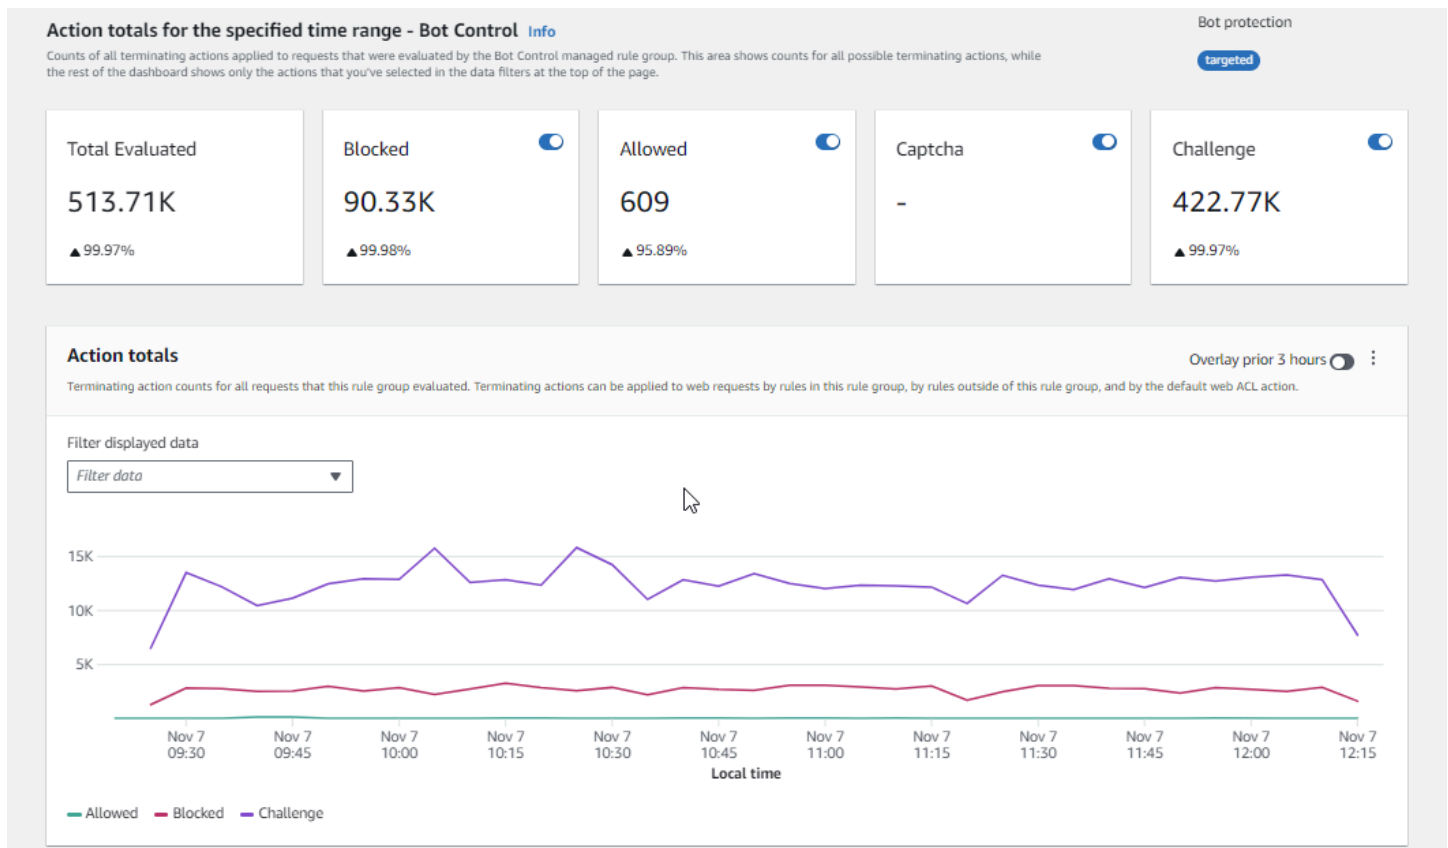 Action totals for the specified time range - Bot Control Info
Counts of all terminating actions applied to requests that were evaluated by the Bot Control managed rule group. This area shows counts for all possible terminating actions, while
the rest of the dashboard shows only the actions that you've selected in the data filters at the top of the page.
Bot protection
targeted
Total Evaluated
513.71K
▲ 99.97%
Blocked
90.33K
▲ 99.98%
Allowed
609
▲ 95.89%
Captcha
-
Challenge
422.77K
▲ 99.97%
Action totals
Overlay prior 3 hours
Terminating action counts for all requests that this rule group evaluated. Terminating actions can be applied to web requests by rules in this rule group, by rules outside of this rule group, and by the default web ACL action.
Filter displayed data
Filter data
15K
10K
5K
Nov 7 Nov 7 Nov 7 Nov 7 Nov 7 Nov 7 Nov 7 Nov 7 Nov 7 Nov 7 Nov 7 Nov 7
09:30 09:45 10:00 10:15 10:30 10:45 11:00 11:15 11:30 11:45 12:00 12:15
Local time
Allowed Blocked Challenge